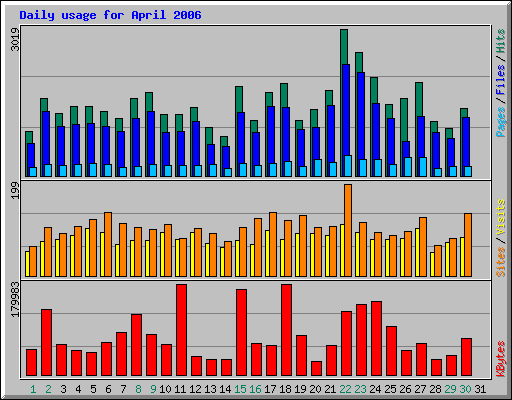 Daily usage for April 2006
3019
Pages / Files / Hits
199
Sites / Visits
179983
KBytes
1 2 3 4 5 6 7 8 9 10 11 12 13 14 15 16 17 18 19 20 21 22 23 24 25 26 27 28 29 30 31